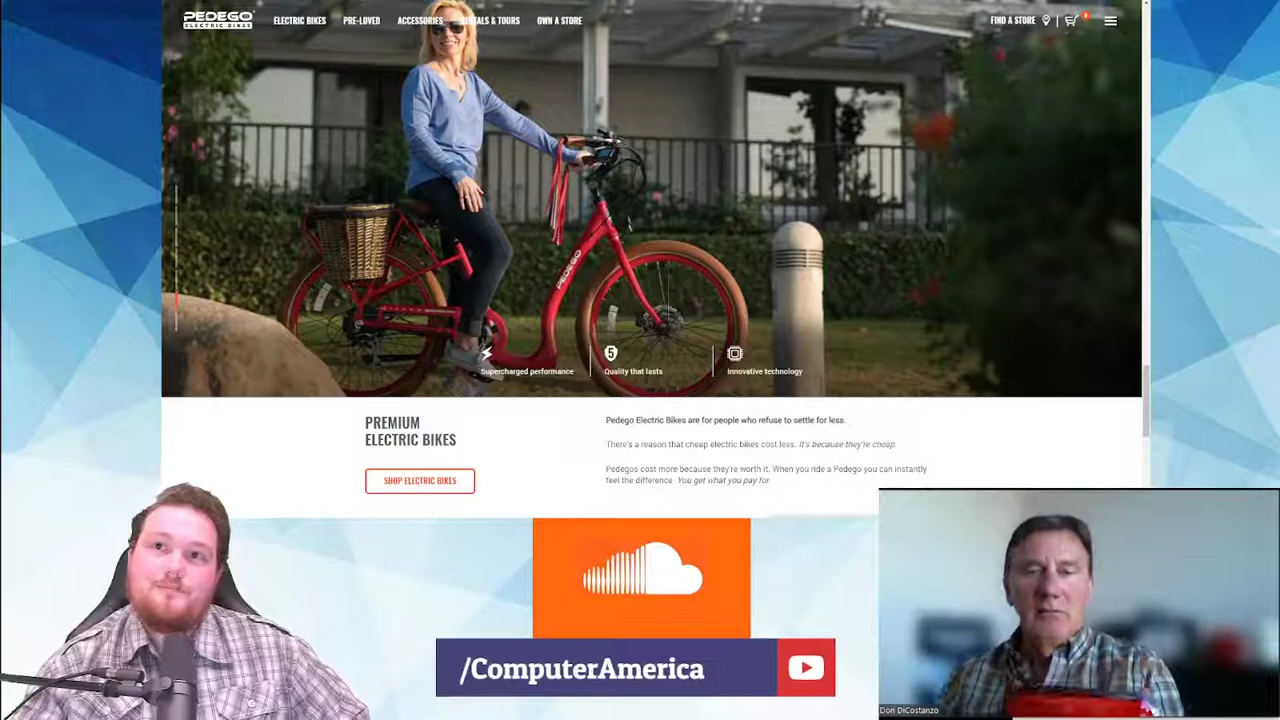 PEDEGO
ELECTRIC BIKES
ELECTRIC BIKES
PRE-LOVED
ACCESSORIES
RENTALS & TOURS
OWN A STORE
FIND A STORE
PEDEGO
Supercharged performance
5
Quality that lasts
Innovative technology
PREMIUM
ELECTRIC BIKES
SHOP ELECTRIC BIKES
Pedego Electric Bikes are for people who refuse to settle for less.
There's a reason that cheap electric bikes cost less. It's because they're cheap.
Pedegos cost more because they're worth it. When you ride a Pedego you can instantly
feel the difference. You get what you pay for
/ComputerAmerica
Don DiCostanzo